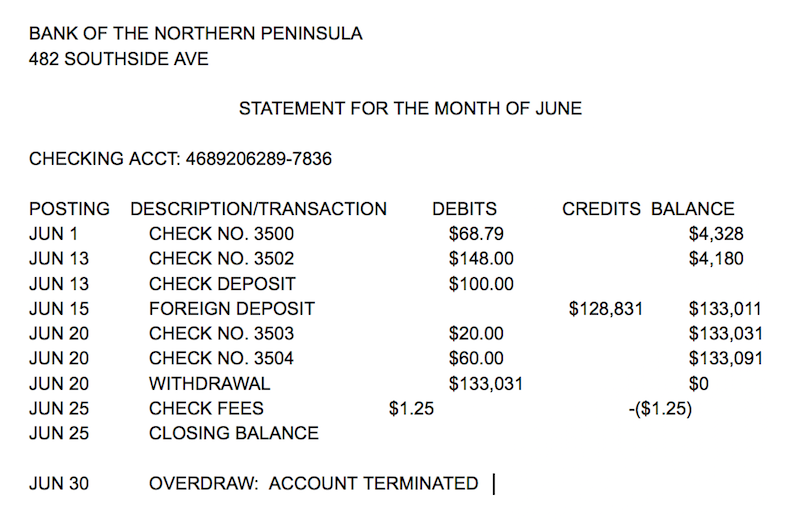 BANK OF THE NORTHERN PENINSULA
482 SOUTHSIDE AVE
STATEMENT FOR THE MONTH OF JUNE
CHECKING ACCT: 4689206289-7836
POSTING DESCRIPTION/TRANSACTION DEBITS CREDITS BALANCE
JUN 1 CHECK NO. 3500 $68.79 $4,328
JUN 13 CHECK NO. 3502 $148.00 $4,180
JUN 13 CHECK DEPOSIT $100.00
JUN 15 FOREIGN DEPOSIT $128,831 $133,011
JUN 20 CHECK NO. 3503 $20.00 $133,031
JUN 20 CHECK NO. 3504 $60.00 $133,091
JUN 20 WITHDRAWAL $133,031 $0
JUN 25 CHECK FEES $1.25 -($1.25)
JUN 25 CLOSING BALANCE
JUN 30 OVERDRAW: ACCOUNT TERMINATED